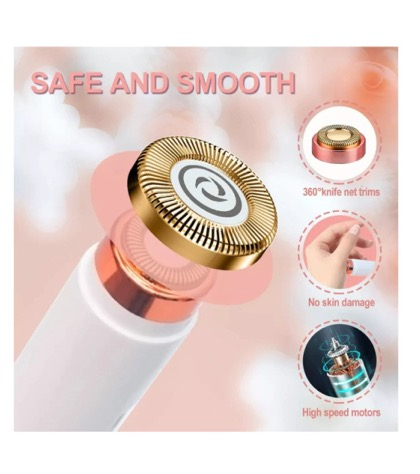 SAFE AND SMOOTH
360°knife net trims
No skin damage
High speed motors